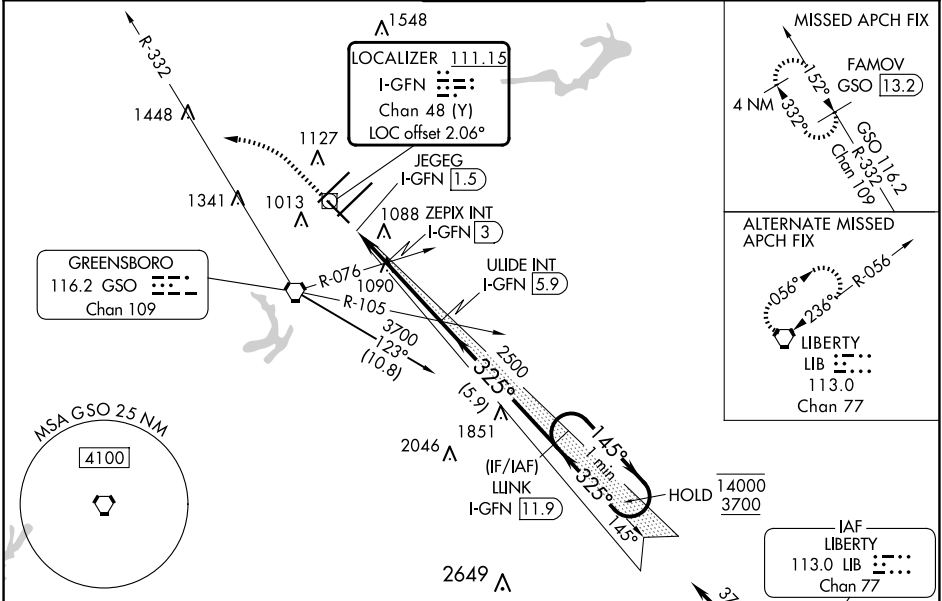 1548
R-332
LOCALIZER 111.15
I-GFN
Chan 48 (Y)
LOC offset 2.06°
1448
1127
JEGEG
I-GFN 1.5
1341
1013
1088
ZEPIX INT
I-GFN 3
GREENSBORO
116.2 GSO
Chan 109
R-076
1090
ULIDE INT
I-GFN 5.9
R-105
3700
123°
(10.8)
2500
325°
(5.9)
1851
2046
(IF/IAF)
LLINK
I-GFN 11.9
145°
1 min
325°
145°
HOLD
14000
3700
MSA GSO 25 NM
4100
2649
MISSED APCH FIX
FAMOV
GSO 13.2
4 NM
152°
332°
GSO 116.2
R-332
Chan 109
ALTERNATE MISSED
APCH FIX
056°
236°
R-056
LIBERTY
LIB
113.0
Chan 77
IAF
LIBERTY
113.0 LIB
Chan 77